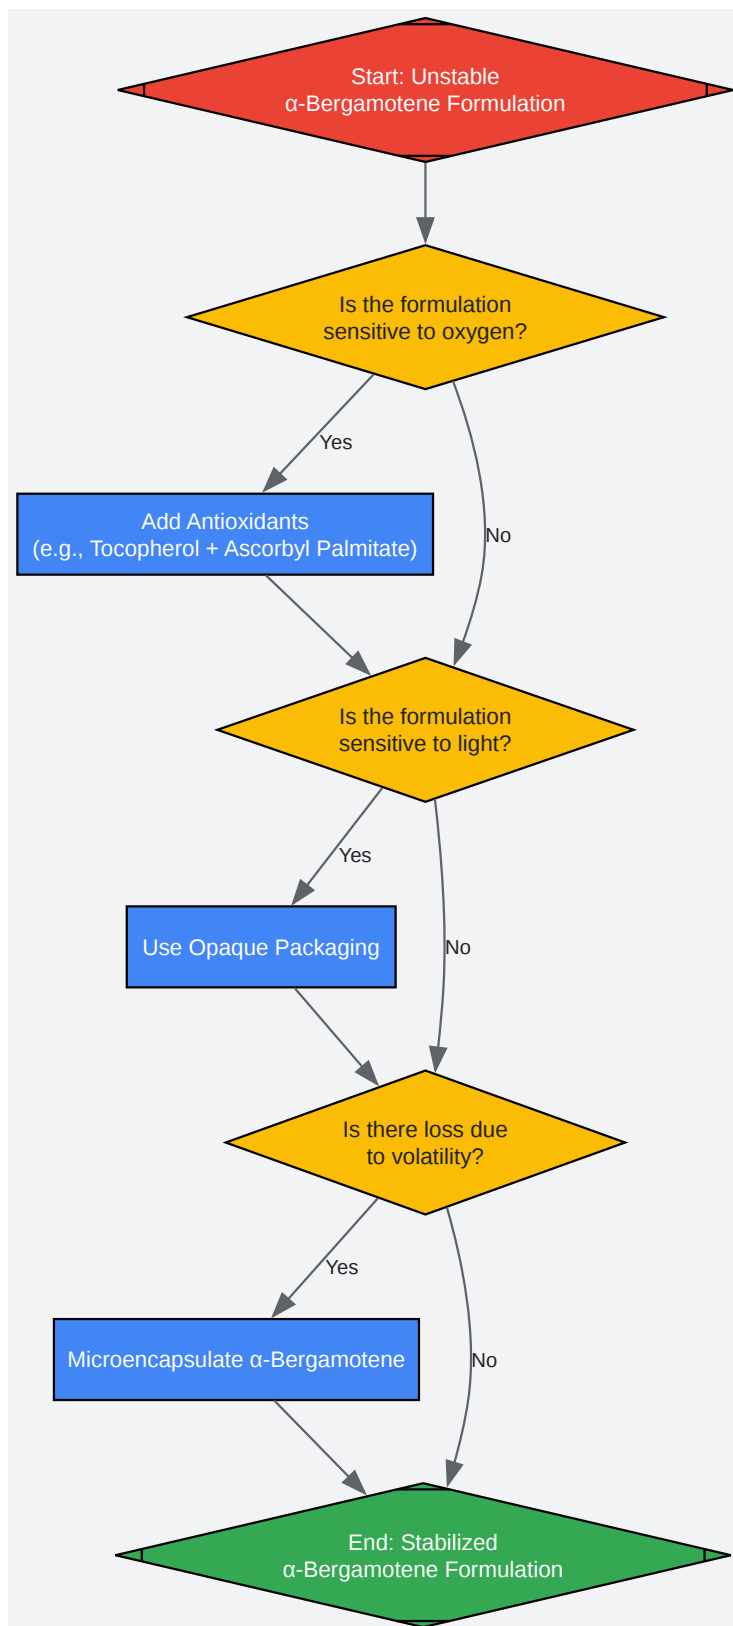 Start: Unstable
α-Bergamotene Formulation
Is the formulation
sensitive to oxygen?
Yes
Add Antioxidants
(e.g., Tocopherol + Ascorbyl Palmitate)
No
Is the formulation
sensitive to light?
Yes
Use Opaque Packaging
No
Is there loss due
to volatility?
Yes
Microencapsulate α-Bergamotene
No
End: Stabilized
α-Bergamotene Formulation